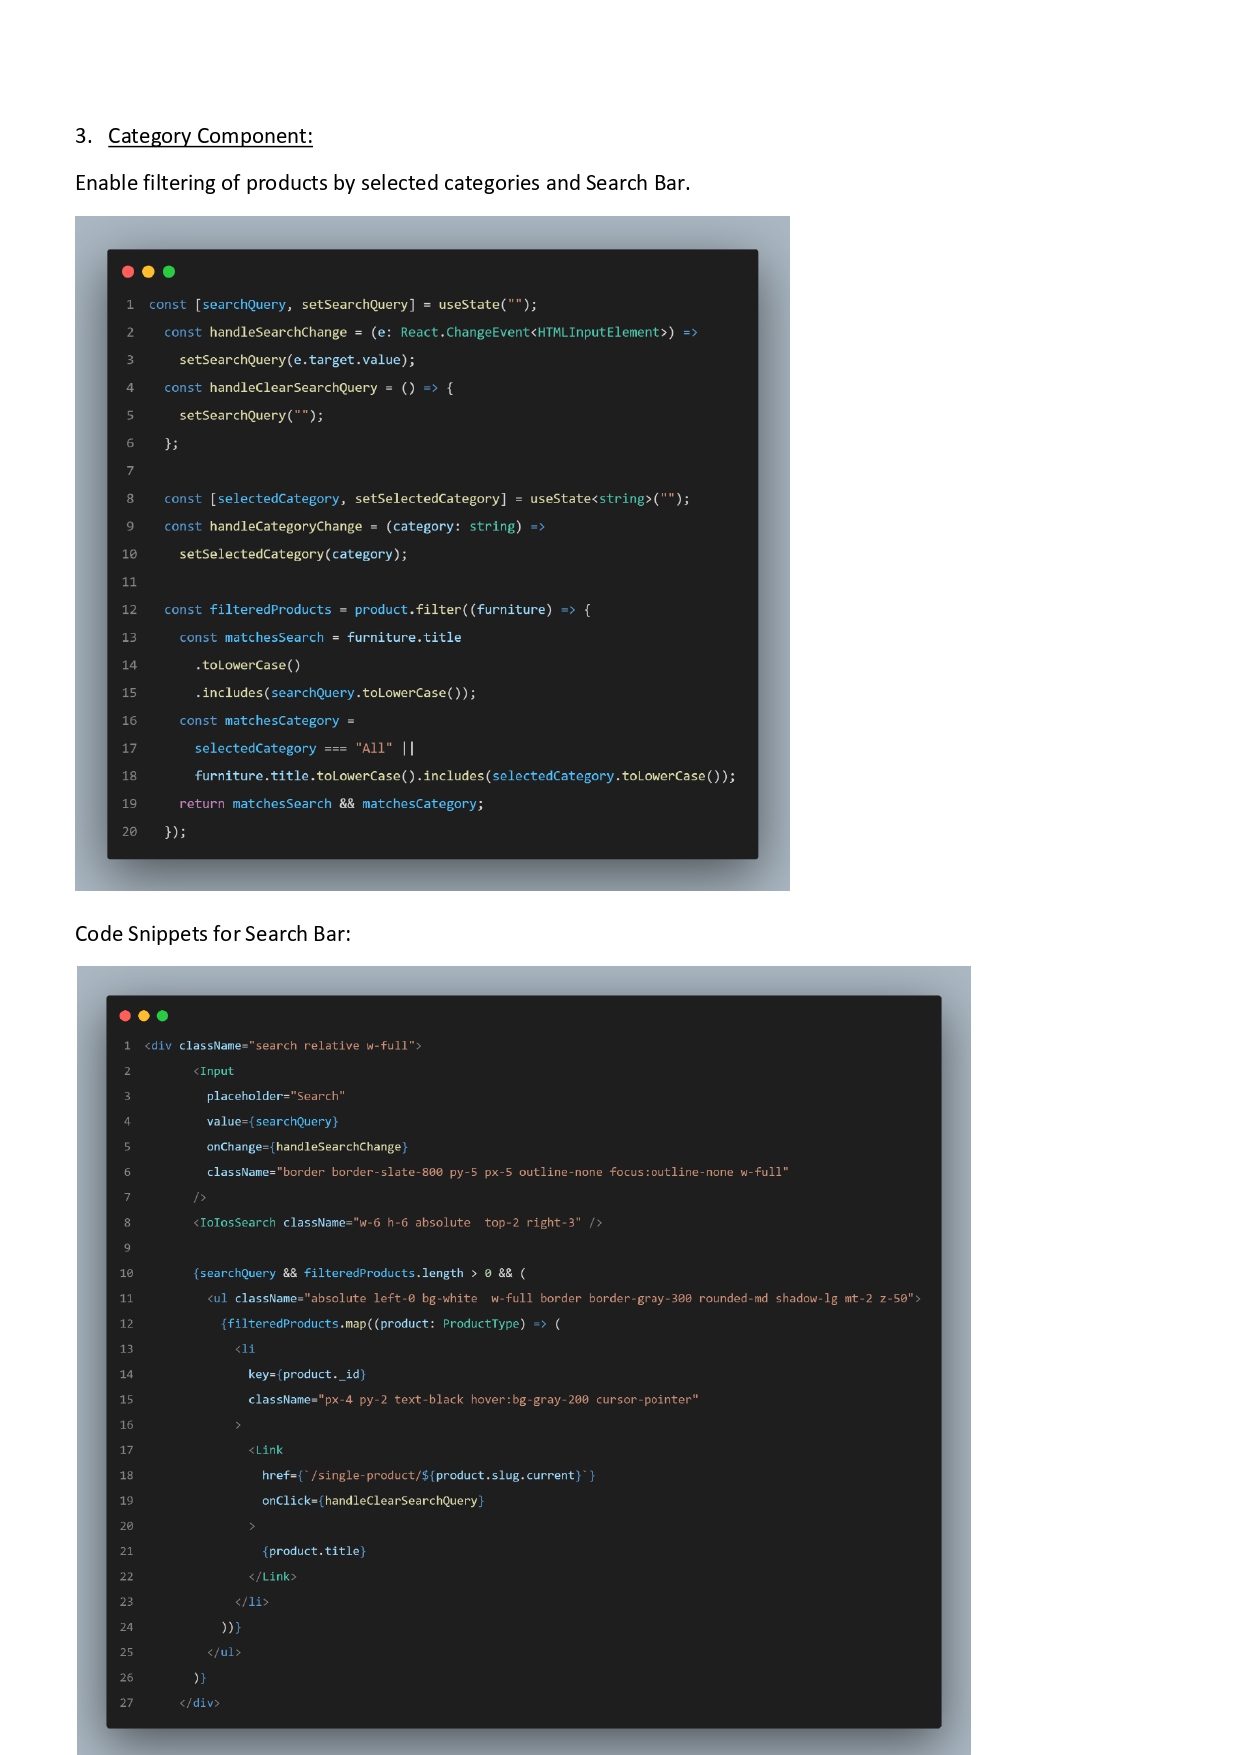 3. Category Component:
Enable filtering of products by selected categories and Search Bar.
1 const [searchQuery, setSearchQuery] = useState("");
2   const handleSearchChange = (e: React.ChangeEvent<HTMLInputElement>) =>
3     setSearchQuery(e.target.value);
4   const handleClearSearchQuery = () => {
5     setSearchQuery("");
6   };
7
8   const [selectedCategory, setSelectedCategory] = useState<string>("");
9   const handleCategoryChange = (category: string) =>
10     setSelectedCategory(category);
11
12   const filteredProducts = product.filter((furniture) => {
13     const matchesSearch = furniture.title
14       .toLowerCase()
15       .includes(searchQuery.toLowerCase());
16     const matchesCategory =
17       selectedCategory === "All" ||
18       furniture.title.toLowerCase().includes(selectedCategory.toLowerCase());
19     return matchesSearch && matchesCategory;
20   });
Code Snippets for Search Bar:
1 <div className="search relative w-full">
2        <Input
3          placeholder="Search"
4          value={searchQuery}
5          onChange={handleSearchChange}
6          className="border border-slate-800 py-5 px-5 outline-none focus:outline-none w-full"
7        />
8        <IoIosSearch className="w-6 h-6 absolute  top-2 right-3" />
9
10        {searchQuery && filteredProducts.length > 0 && (
11          <ul className="absolute left-0 bg-white  w-full border border-gray-300 rounded-md shadow-lg mt-2 z-50">
12            {filteredProducts.map((product: ProductType) => (
13              <li
14                key={product._id}
15                className="px-4 py-2 text-black hover:bg-gray-200 cursor-pointer"
16              >
17                <Link
18                  href={`/single-product/${product.slug.current}`}
19                  onClick={handleClearSearchQuery}
20                >
21                  {product.title}
22                </Link>
23              </li>
24            ))}
25          </ul>
26        )}
27      </div>